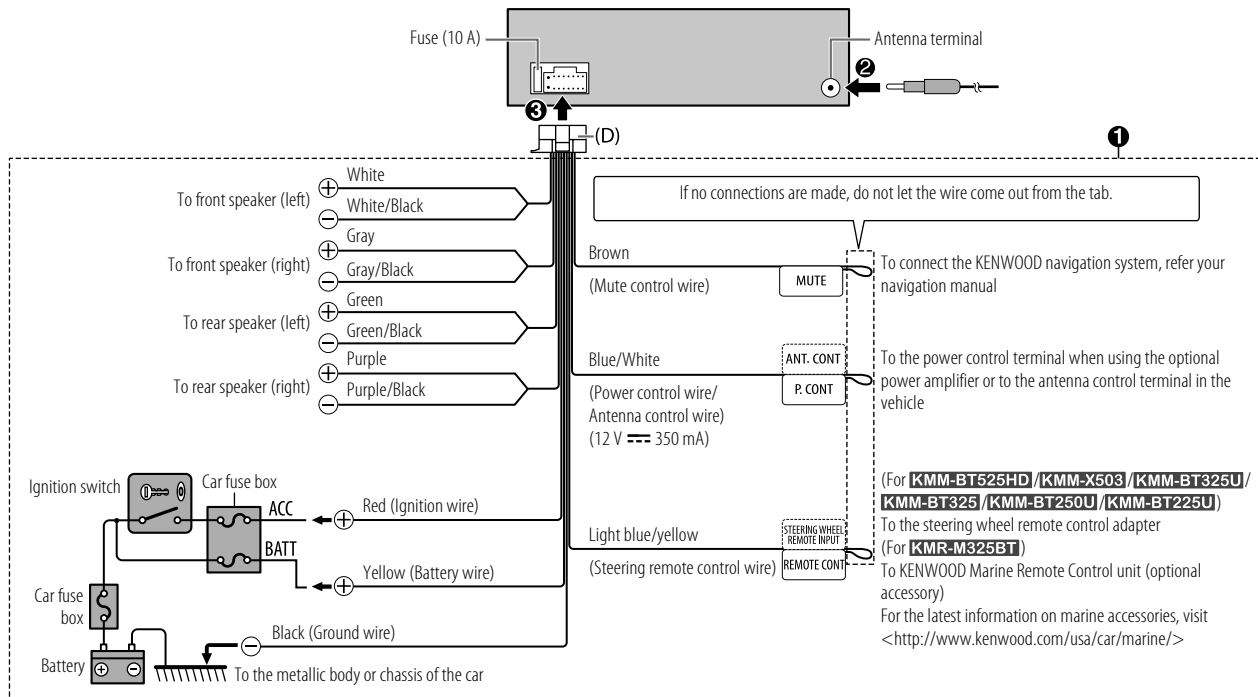 Fuse (10 A)
Antenna terminal
❷
❸
(D)
❶
To front speaker (left)
⊕ White
⊖ White/Black
To front speaker (right)
⊕ Gray
⊖ Gray/Black
To rear speaker (left)
⊕ Green
⊖ Green/Black
To rear speaker (right)
⊕ Purple
⊖ Purple/Black
If no connections are made, do not let the wire come out from the tab.
Brown
(Mute control wire)
MUTE
To connect the KENWOOD navigation system, refer your
navigation manual
Blue/White
(Power control wire/
Antenna control wire)
(12 V ⎓ 350 mA)
ANT. CONT
P. CONT
To the power control terminal when using the optional
power amplifier or to the antenna control terminal in the
vehicle
Light blue/yellow
(Steering remote control wire)
STEERING WHEEL
REMOTE INPUT
REMOTE CONT
(For KMM-BT525HD/KMM-X503/KMM-BT325U/
KMM-BT325/KMM-BT250U/KMM-BT225U)
To the steering wheel remote control adapter
(For KMR-M325BT)
To KENWOOD Marine Remote Control unit (optional
accessory)
For the latest information on marine accessories, visit
<http://www.kenwood.com/usa/car/marine/>
Ignition switch
Car fuse box
ACC
⊕ Red (Ignition wire)
BATT
⊕ Yellow (Battery wire)
Car fuse
box
Battery
⊕ ⊖
⊖ Black (Ground wire)
To the metallic body or chassis of the car